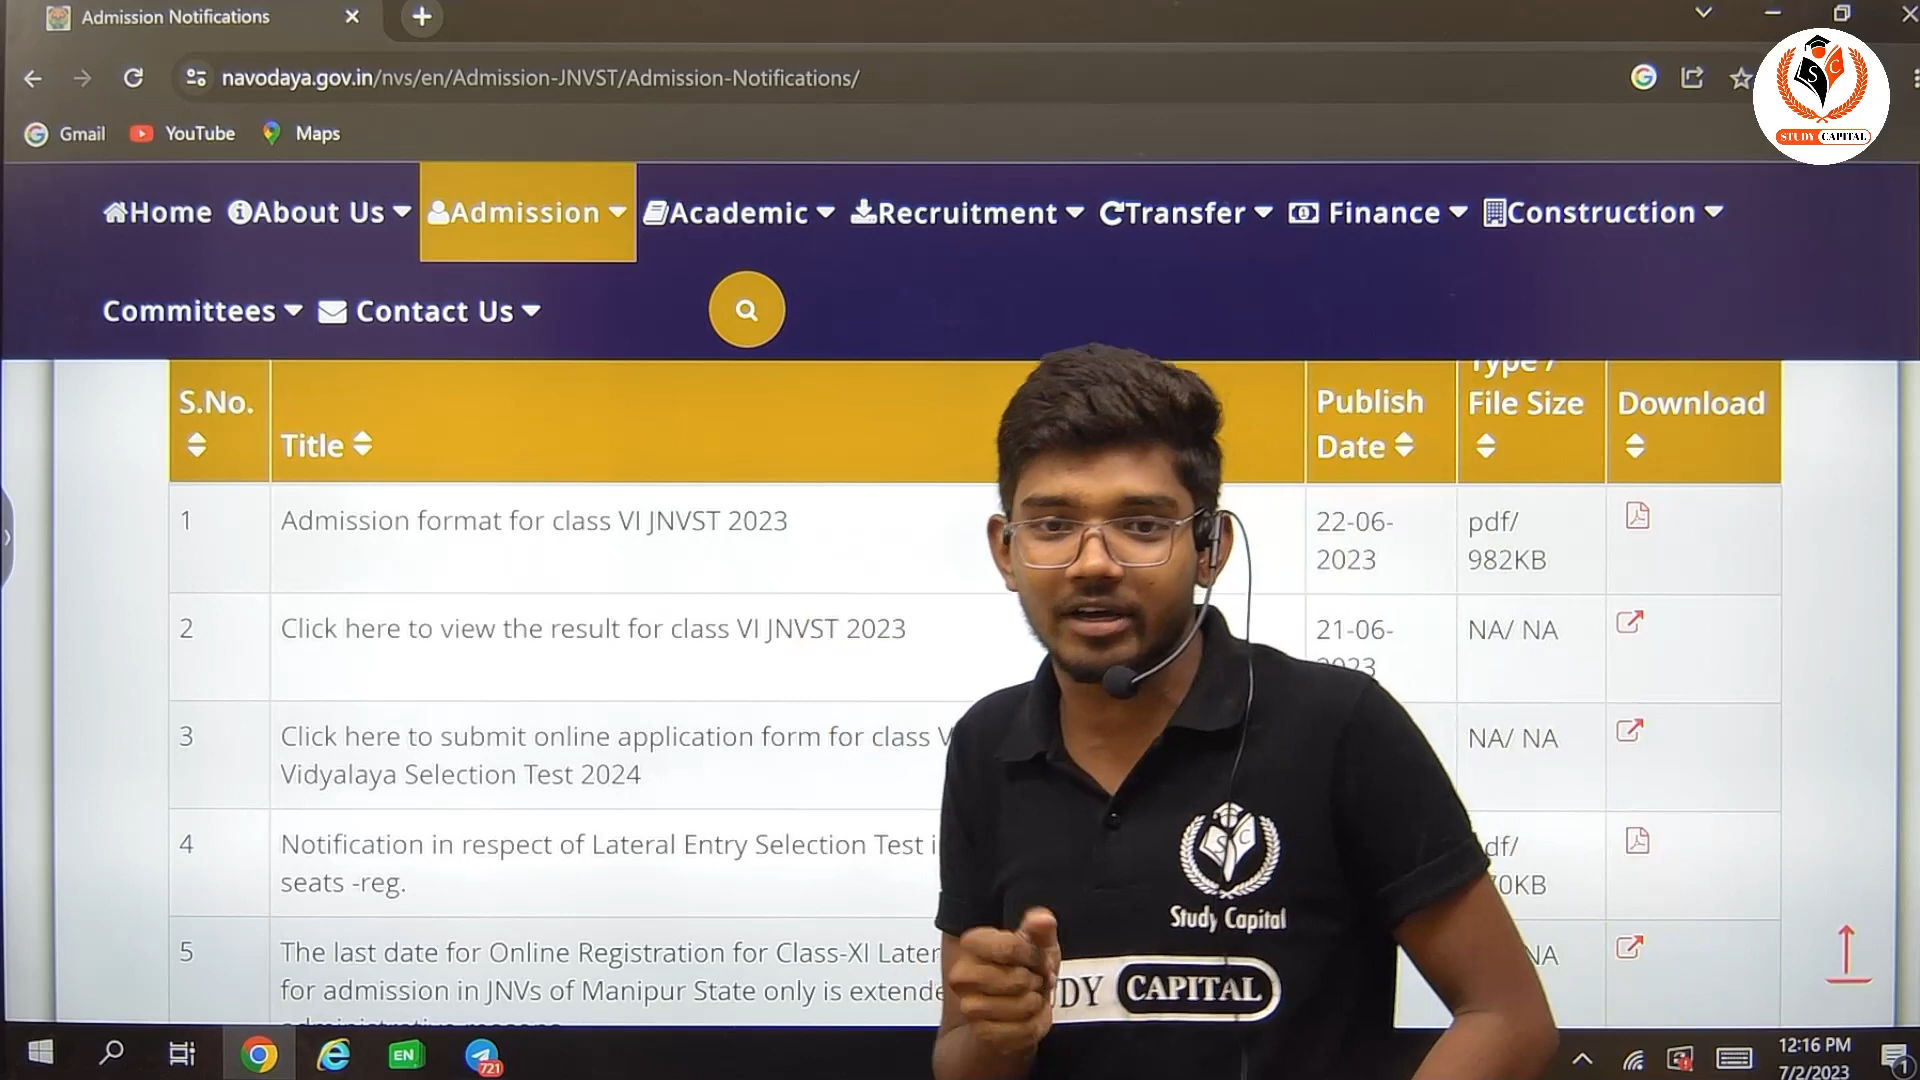 Admission Notifications
navodaya.gov.in/nvs/en/Admission-JNVST/Admission-Notifications/
Gmail YouTube Maps
S C
STUDY CAPITAL
Home About Us Admission Academic Recruitment Transfer Finance Construction
Committees Contact Us
S.No. Title Publish Date Type / File Size Download
1 Admission format for class VI JNVST 2023 22-06-2023 pdf/ 982KB
2 Click here to view the result for class VI JNVST 2023 21-06- NA/ NA
3 Click here to submit online application form for class NA/ NA
Vidyalaya Selection Test 2024
4 Notification in respect of Lateral Entry Selection Test
seats -reg.
5 The last date for Online Registration for Class-XI
for admission in JNVs of Manipur State only is
S C
Study Capital
CAPITAL
EN
721
12:16 PM
7/2/2023
1